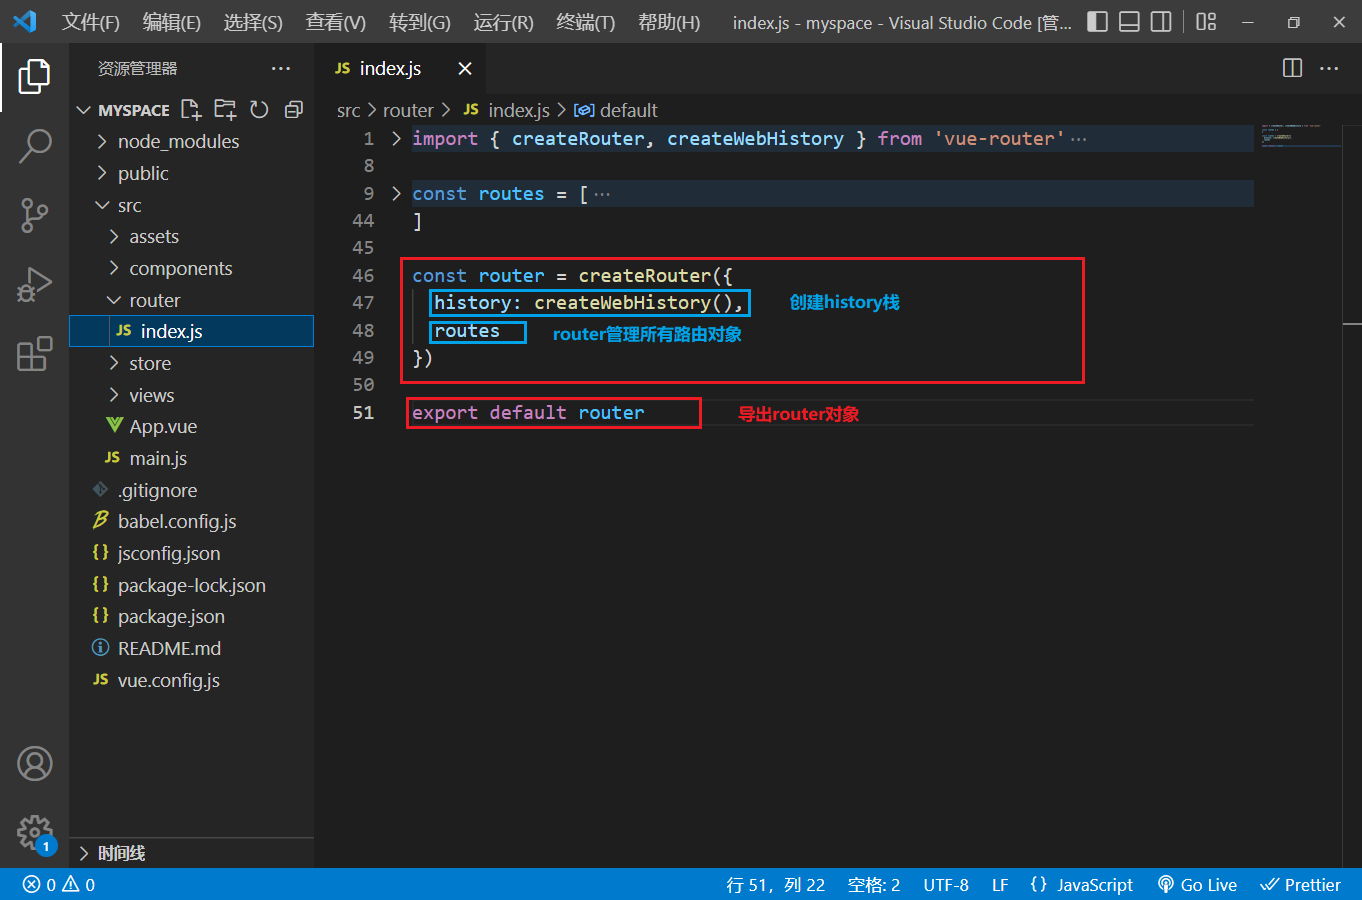 文件(F) 编辑(E) 选择(S) 查看(V) 转到(G) 运行(R) 终端(T) 帮助(H) index.js - myspace - Visual Studio Code [管...
资源管理器 ···
MYSPACE
node_modules
public
src
assets
components
router
JS index.js
store
views
App.vue
JS main.js
.gitignore
babel.config.js
{} jsconfig.json
{} package-lock.json
{} package.json
README.md
JS vue.config.js
时间线
1
JS index.js
src > router > JS index.js > default
1 import { createRouter, createWebHistory } from 'vue-router'···
8
9 const routes = [···
44 ]
45
46 const router = createRouter({
47 history: createWebHistory(), 创建history栈
48 routes router管理所有路由对象
49 })
50
51 export default router 导出router对象
0 0 行 51，列 22 空格: 2 UTF-8 LF {} JavaScript Go Live Prettier